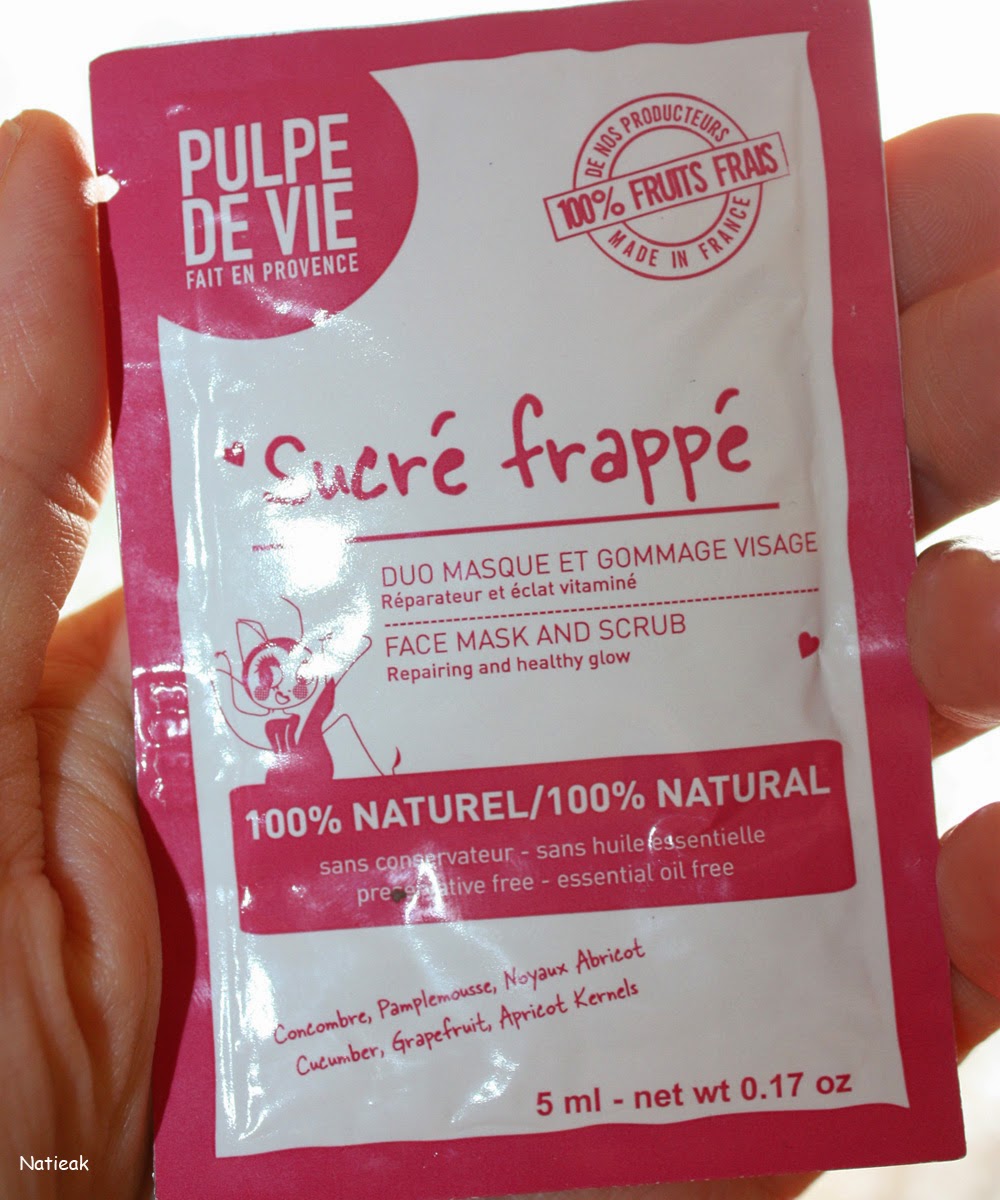 PULPE
DE VIE
FAIT EN PROVENCE
DE NOS PRODUCTEURS
100% FRUITS FRAIS
MADE IN FRANCE
Sucré frappé
DUO MASQUE ET GOMMAGE VISAGE
Réparateur et éclat vitaminé
FACE MASK AND SCRUB
Repairing and healthy glow
100% NATUREL/100% NATURAL
sans conservateur - sans huile essentielle
preservative free - essential oil free
Concombre, Pamplemousse, Noyaux Abricot
Cucumber, Grapefruit, Apricot Kernels
5 ml - net wt 0.17 oz
Natieak